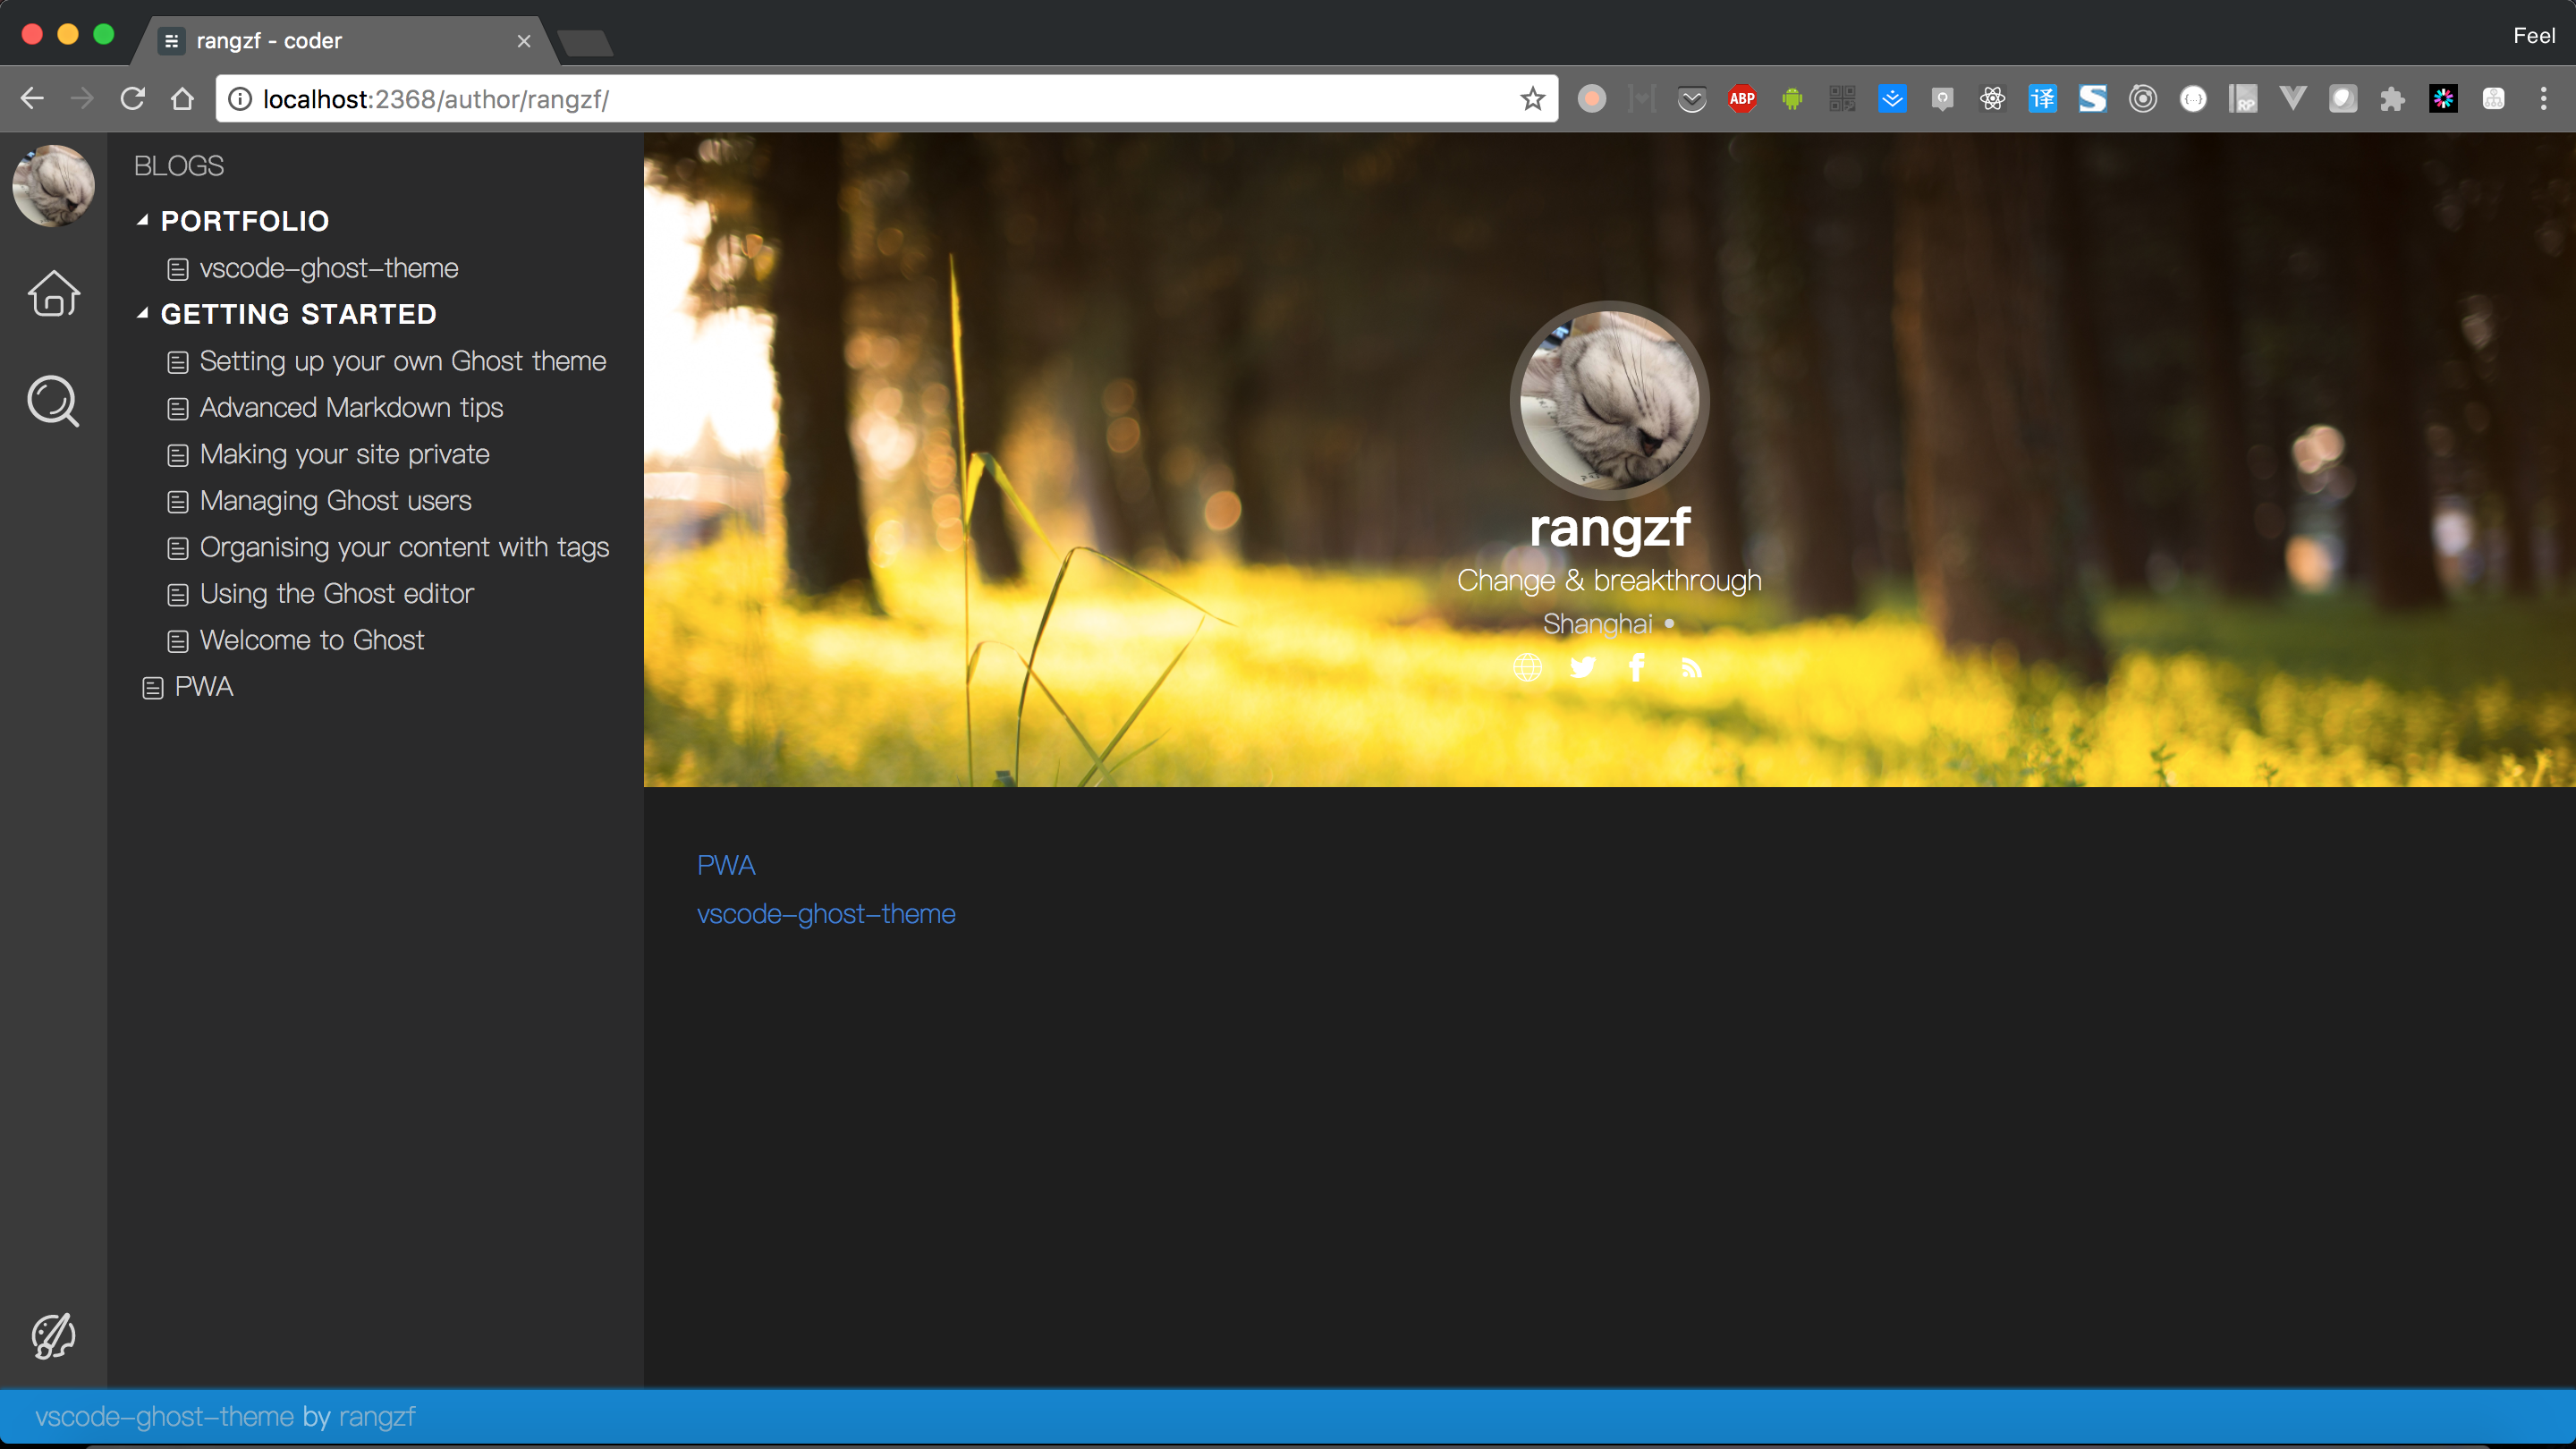 rangzf - coder
Feel
localhost:2368/author/rangzf/
ABP
译
S
{...}
RP
BLOGS
PORTFOLIO
vscode-ghost-theme
GETTING STARTED
Setting up your own Ghost theme
Advanced Markdown tips
Making your site private
Managing Ghost users
Organising your content with tags
Using the Ghost editor
Welcome to Ghost
PWA
rangzf
Change & breakthrough
Shanghai •
PWA
vscode-ghost-theme
vscode-ghost-theme by rangzf